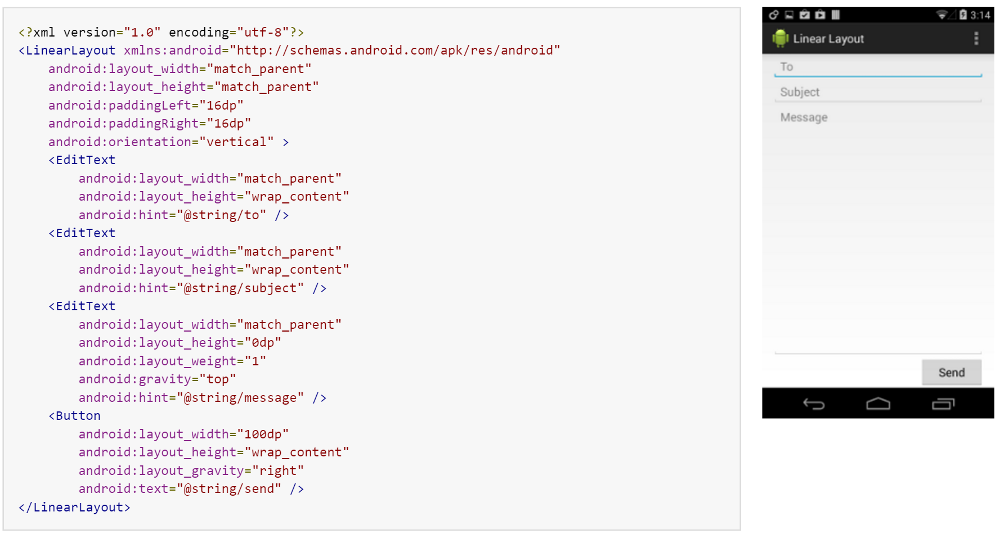 <?xml version="1.0" encoding="utf-8"?>
<LinearLayout xmlns:android="http://schemas.android.com/apk/res/android"
    android:layout_width="match_parent"
    android:layout_height="match_parent"
    android:paddingLeft="16dp"
    android:paddingRight="16dp"
    android:orientation="vertical" >
    <EditText
        android:layout_width="match_parent"
        android:layout_height="wrap_content"
        android:hint="@string/to" />
    <EditText
        android:layout_width="match_parent"
        android:layout_height="wrap_content"
        android:hint="@string/subject" />
    <EditText
        android:layout_width="match_parent"
        android:layout_height="0dp"
        android:layout_weight="1"
        android:gravity="top"
        android:hint="@string/message" />
    <Button
        android:layout_width="100dp"
        android:layout_height="wrap_content"
        android:layout_gravity="right"
        android:text="@string/send" />
</LinearLayout>
3:14
Linear Layout
To
Subject
Message
Send